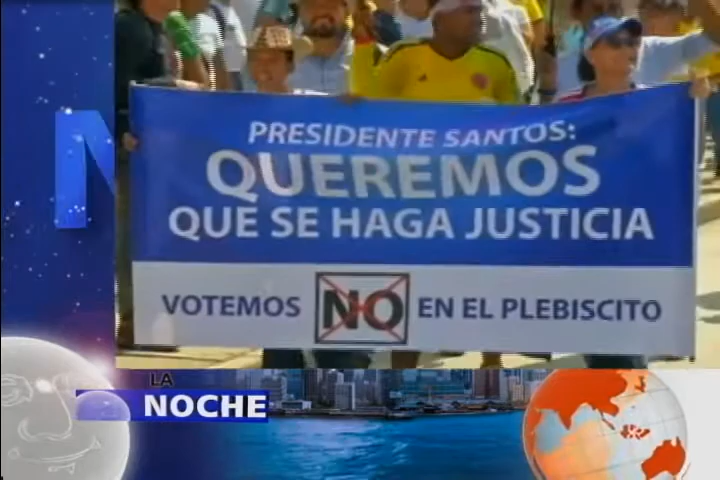 PRESIDENTE SANTOS:
QUEREMOS
QUE SE HAGA JUSTICIA
VOTEMOS NO EN EL PLEBISCITO
N
LA
NOCHE